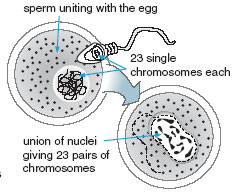 sperm uniting with the egg
23 single
chromosomes each
union of nuclei
giving 23 pairs of
chromosomes